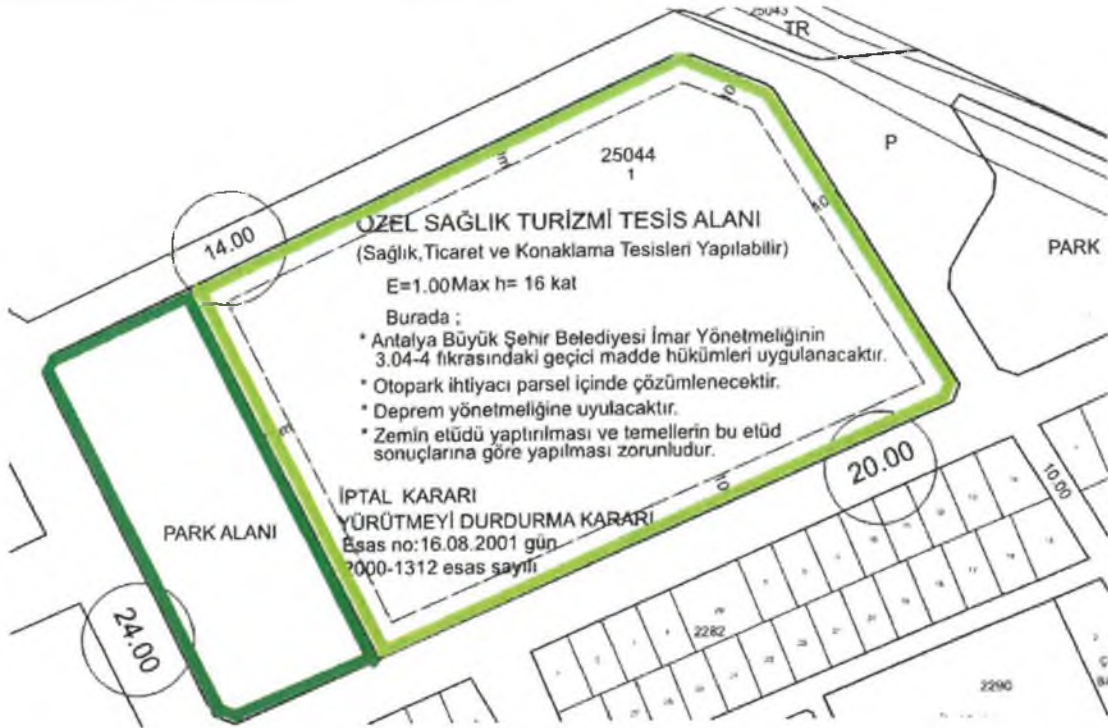 25043
TR
P
PARK
25044
1
10
10
10
14.00
ÖZEL SAĞLIK TURİZMİ TESİS ALANI
(Sağlık,Ticaret ve Konaklama Tesisleri Yapılabilir)
E=1.00Max h= 16 kat
Burada ;
* Antalya Büyük Şehir Belediyesi İmar Yönetmeliğinin
3.04-4 fıkrasındaki geçici madde hükümleri uygulanacaktır.
* Otopark ihtiyacı parsel içinde çözümlenecektir.
* Deprem yönetmeliğine uyulacaktır.
* Zemin etüdü yaptırılması ve temellerin bu etüd
sonuçlarına göre yapılması zorunludur.
İPTAL KARARI
YÜRÜTMEYİ DURDURMA KARARI
Esas no:16.08.2001 gün
2000-1312 esas sayılı
PARK ALANI
24.00
20.00
10.00
2282
2290